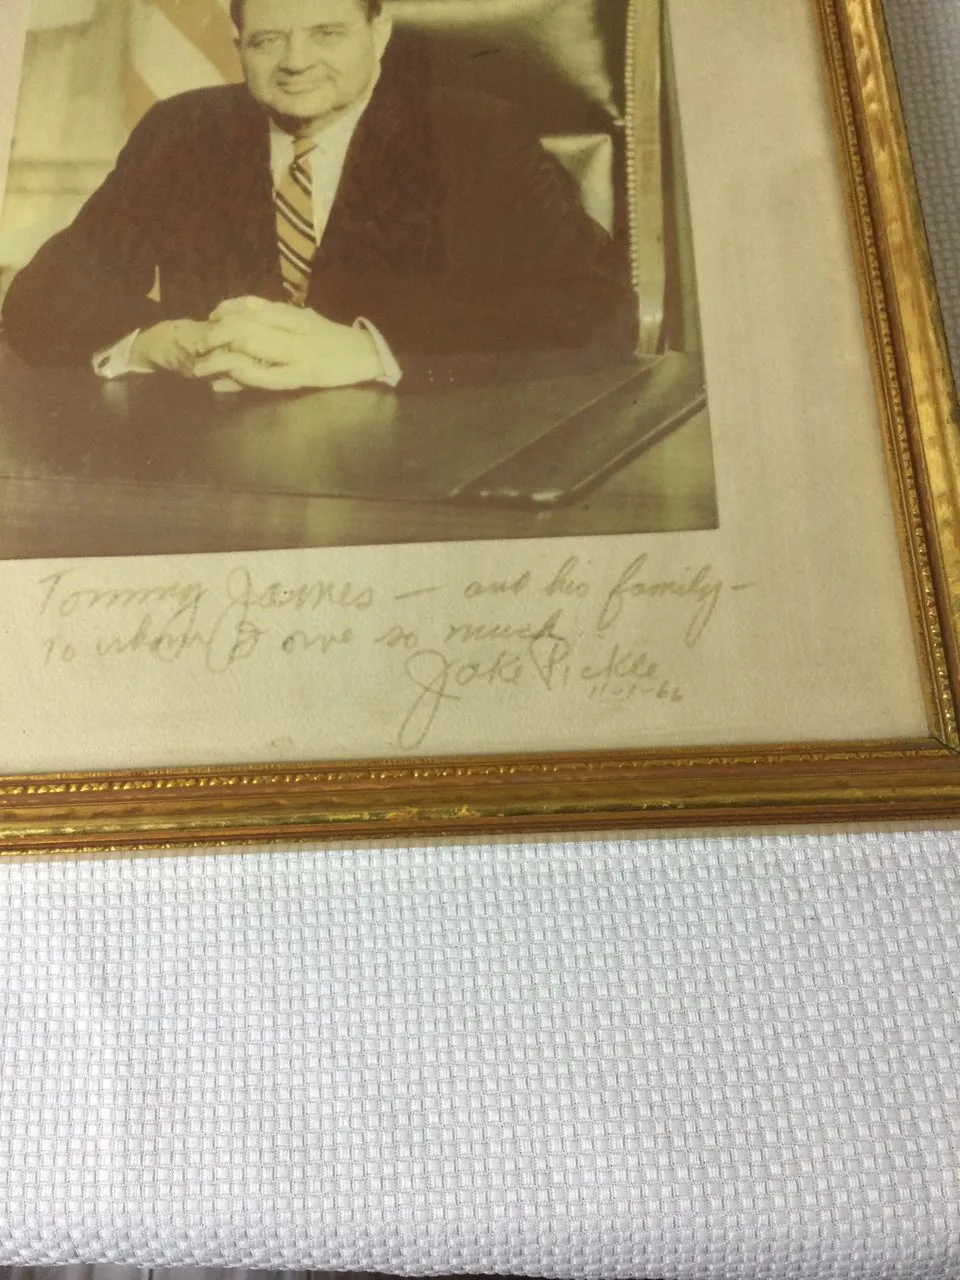 Tommy James — and his family —
To whom I owe so much
Jake Pickle
11-1-66